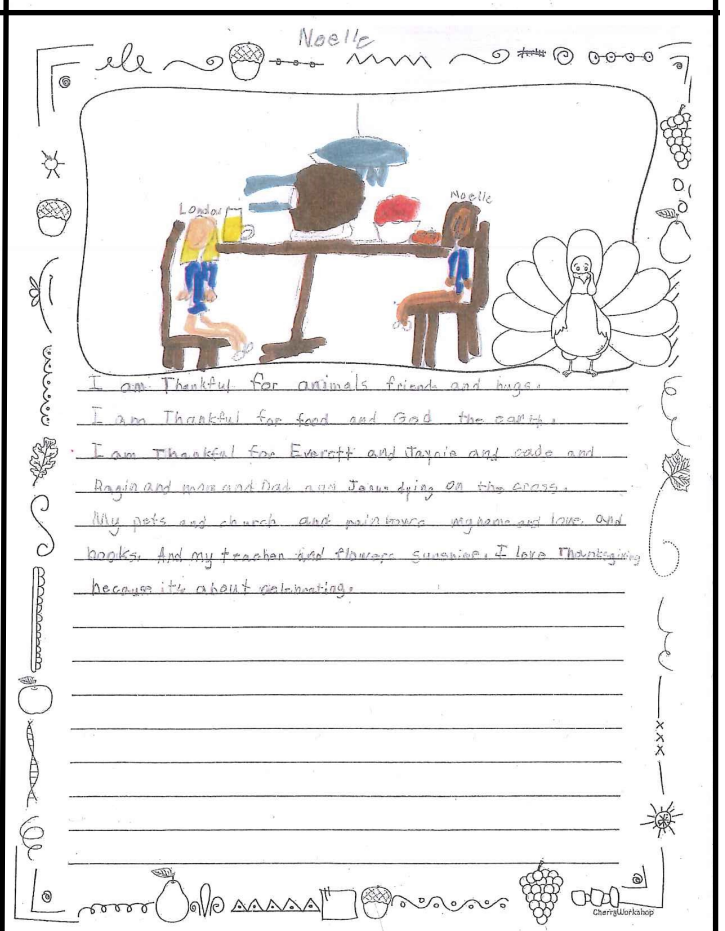 Noelle
London
Noelle
I am Thankful for animals friends and hugs.
I am Thankful for food and God the earth.
I am Thankful for Everett and Jaycie and cade and
Ragin and mom and Dad and Jesus dying on the cross.
My pets and church and rainbows my home and love and
books. And my teacher and flowers sunshine. I love Thanksgiving
because it's about celebrating.
CherryWorkshop